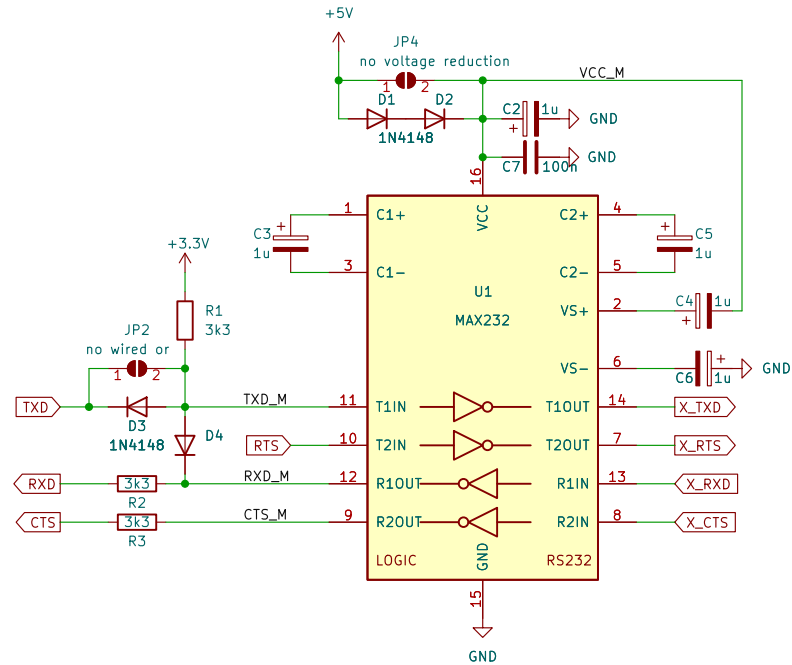 +5V
JP4
no voltage reduction
1 2
VCC_M
D1 D2
1N4148
C2 1u
+
GND
C7 100n
GND
16
VCC
1 C1+
C2+ 4
C3
+
1u
+
C5
1u
3 C1-
C2- 5
+3.3V
U1
MAX232
VS+ 2
C4 1u
+
R1
3k3
JP2
no wired or
1 2
VS- 6
C6 1u
+
GND
TXD
D3
1N4148
TXD_M
11 T1IN
T1OUT 14
X_TXD
D4
RTS
10 T2IN
T2OUT 7
X_RTS
RXD
3k3
R2
RXD_M
12 R1OUT
R1IN 13
X_RXD
CTS
3k3
R3
CTS_M
9 R2OUT
R2IN 8
X_CTS
LOGIC
GND
RS232
15
GND